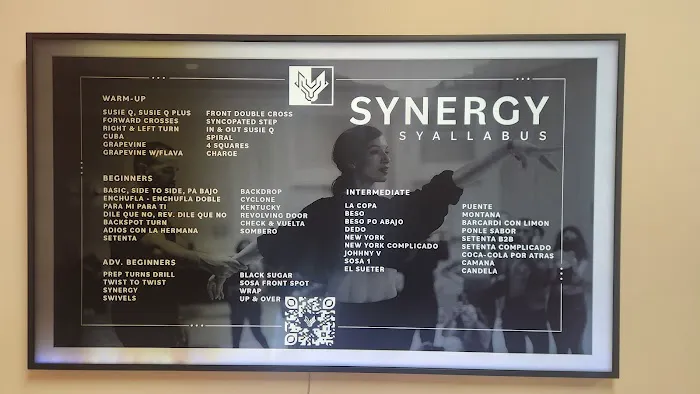 SYNERGY
SYALLABUS
WARM-UP
SUSIE Q, SUSIE Q PLUS
FORWARD CROSSES
RIGHT & LEFT TURN
CUBA
GRAPEVINE
GRAPEVINE W/FLAVA
FRONT DOUBLE CROSS
SYNCOPATED STEP
IN & OUT SUSIE Q
SPIRAL
4 SQUARES
CHARGE
BEGINNERS
BASIC, SIDE TO SIDE, PA BAJO
ENCHUFLA - ENCHUFLA DOBLE
PARA MI PARA TI
DILE QUE NO, REV. DILE QUE NO
BACKSPOT TURN
ADIOS CON LA HERMANA
SETENTA
BACKDROP
CYCLONE
KENTUCKY
REVOLVING DOOR
CHECK & VUELTA
SOMBERO
ADV. BEGINNERS
PREP TURNS DRILL
TWIST TO TWIST
SYNERGY
SWIVELS
BLACK SUGAR
SOSA FRONT SPOT
WRAP
UP & OVER
INTERMEDIATE
LA COPA
BESO
BESO PO ABAJO
DEDO
NEW YORK
NEW YORK COMPLICADO
JOHHNY V
SOSA 1
EL SUETER
PUENTE
MONTANA
BARCARDI CON LIMON
PONLE SABOR
SETENTA B2B
SETENTA COMPLICADO
COCA-COLA POR ATRAS
CAMANA
CANDELA